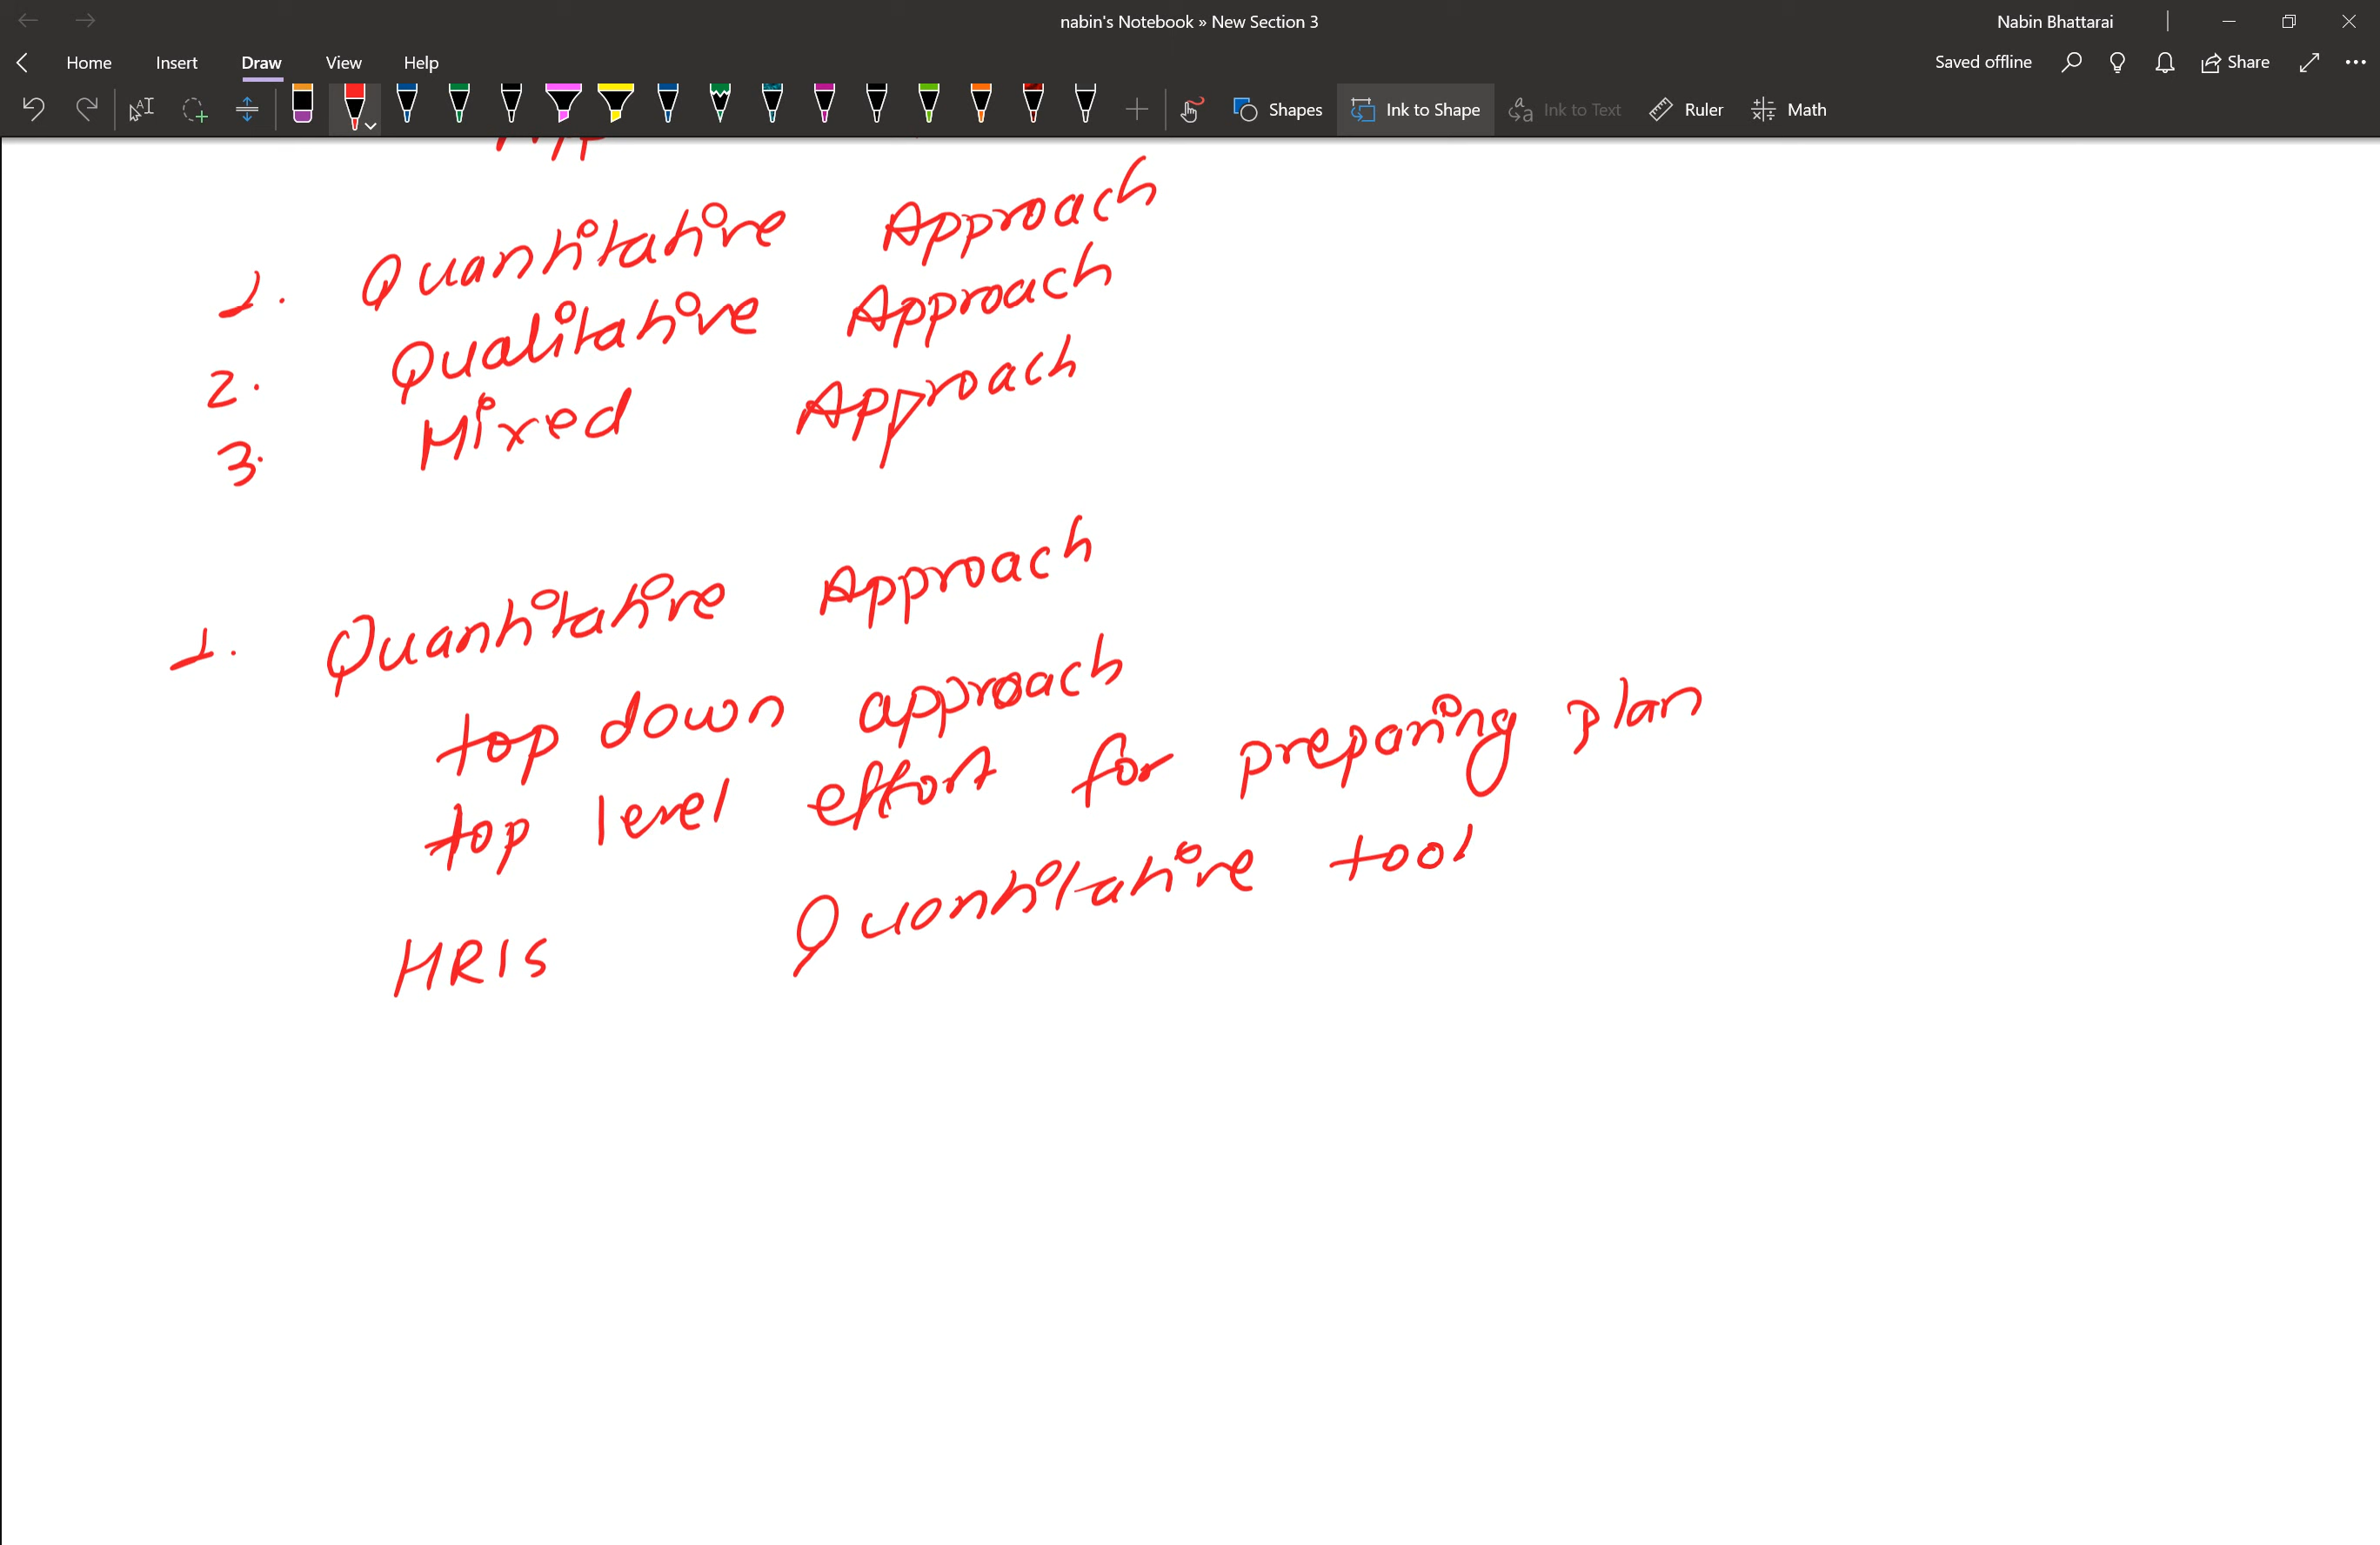 nabin's Notebook » New Section 3
Nabin Bhattarai
Home Insert Draw View Help
Saved offline
Share
Shapes Ink to Shape Ink to Text Ruler Math
1. Quantitative Approach
2. Qualitative Approach
3. Mixed Approach
1. Quantitative Approach
top down approach
top level effort for preparing plan
HRIS Quantitative tool